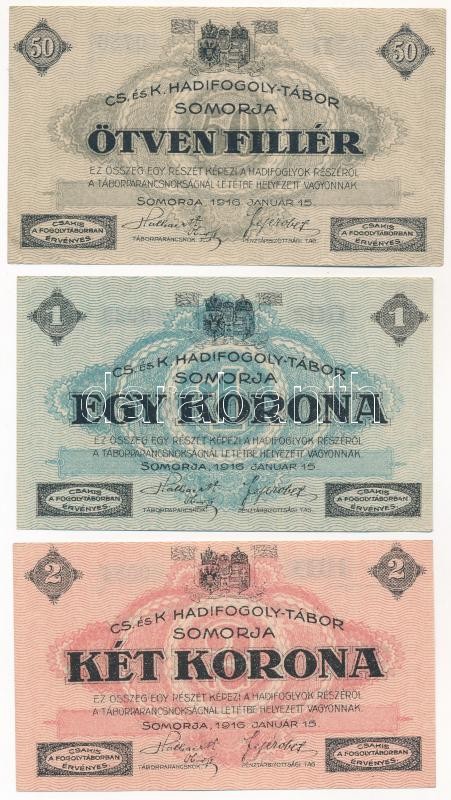 50 50
CS. ÉS K. HADIFOGOLY-TÁBOR
SOMORJA
ÖTVEN FILLÉR
EZ ÖSSZEG EGY RÉSZÉT KÉPEZI A HADIFOGLYOK RÉSZÉRŐL
A TÁBORPARANCSNOKSÁGNÁL LETÉTBE HELYEZETT VAGYONNAK.
SOMORJA, 1916 JANUÁR 15.
CSAKIS
A FOGOLYTÁBORBAN
ÉRVÉNYES
TÁBORPARANCSNOK. PÉNZTÁRBIZOTTSÁGI TAG.
CSAKIS
A FOGOLYTÁBORBAN
ÉRVÉNYES
1 1
CS. ÉS K. HADIFOGOLY-TÁBOR
SOMORJA
EGY KORONA
EZ ÖSSZEG EGY RÉSZÉT KÉPEZI A HADIFOGLYOK RÉSZÉRŐL
A TÁBORPARANCSNOKSÁGNÁL LETÉTBE HELYEZETT VAGYONNAK.
SOMORJA, 1916. JANUÁR 15.
CSAKIS
A FOGOLYTÁBORBAN
ÉRVÉNYES
TÁBORPARANCSNOK. PÉNZTÁRBIZOTTSÁGI TAG.
CSAKIS
A FOGOLYTÁBORBAN
ÉRVÉNYES
2 2
CS. ÉS K. HADIFOGOLY-TÁBOR
SOMORJA
KÉT KORONA
EZ ÖSSZEG EGY RÉSZÉT KÉPEZI A HADIFOGLYOK RÉSZÉRŐL
A TÁBORPARANCSNOKSÁGNÁL LETÉTBE HELYEZETT VAGYONNAK.
SOMORJA, 1916. JANUÁR 15.
CSAKIS
A FOGOLYTÁBORBAN
ÉRVÉNYES
TÁBORPARANCSNOK. PÉNZTÁRBIZOTTSÁGI TAG.
CSAKIS
A FOGOLYTÁBORBAN
ÉRVÉNYES